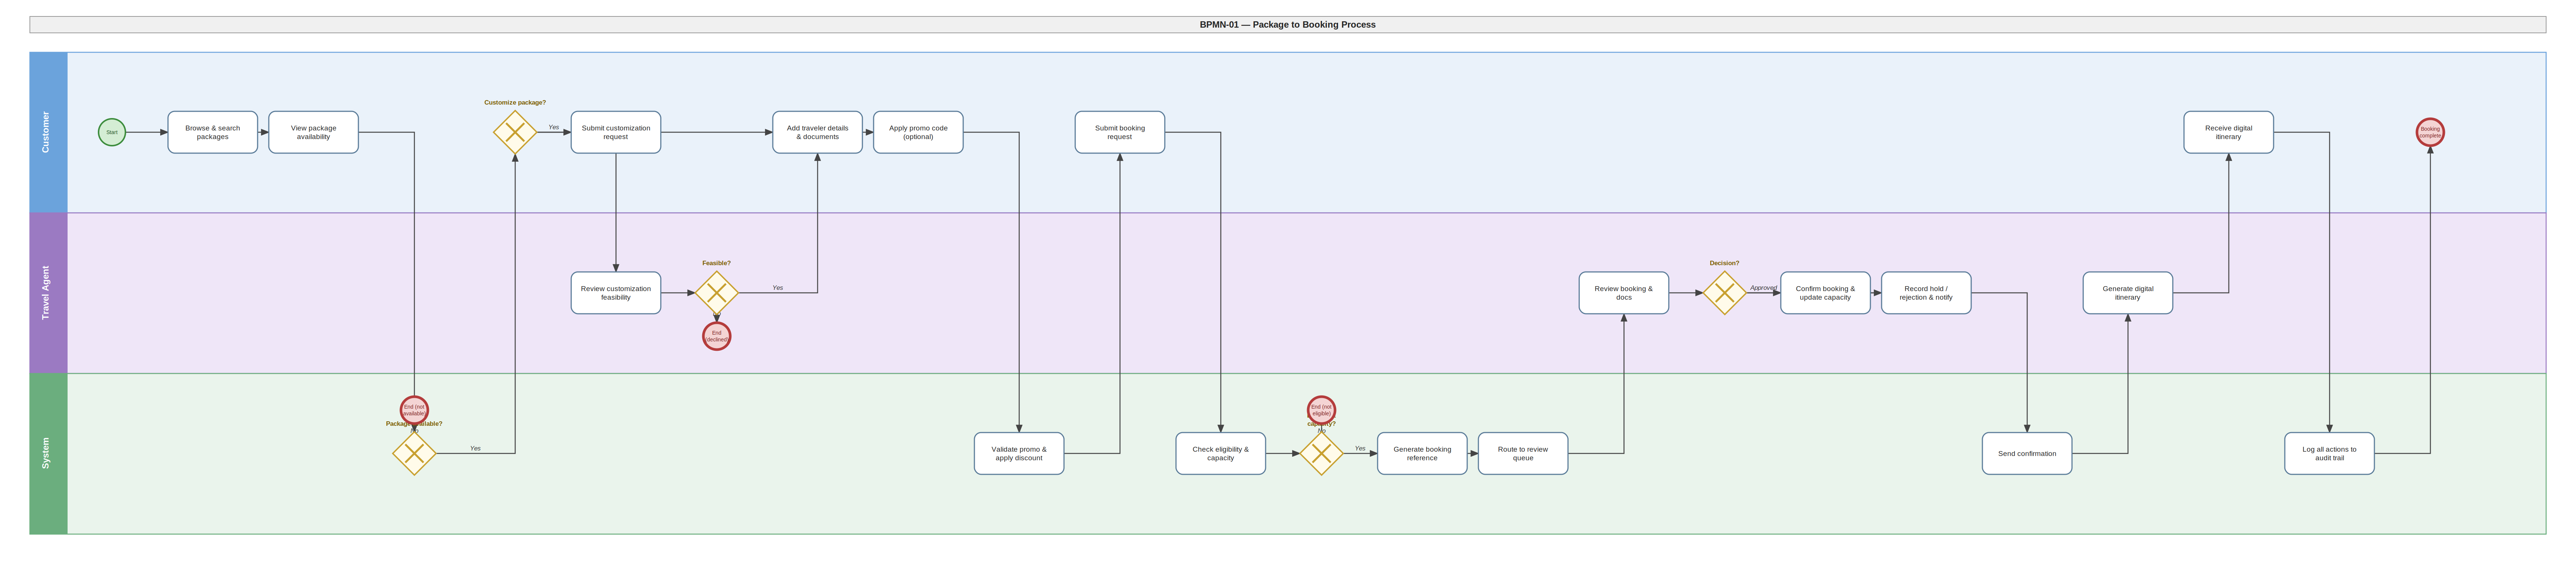 BPMN-01 — Package to Booking Process
Customer
Start
Browse & search
packages
View package
availability
Customize package?
Yes
Submit customization
request
Add traveler details
& documents
Apply promo code
(optional)
Submit booking
request
Receive digital
itinerary
Booking
complete
Travel Agent
Review customization
feasibility
Feasible?
Yes
End
(declined)
Review booking &
docs
Decision?
Approved
Confirm booking &
update capacity
Record hold /
rejection & notify
Generate digital
itinerary
System
End (not
available)
No
Yes
Validate promo &
apply discount
Check eligibility &
capacity
End (not
eligible)
No
Yes
Generate booking
reference
Route to review
queue
Send confirmation
Log all actions to
audit trail